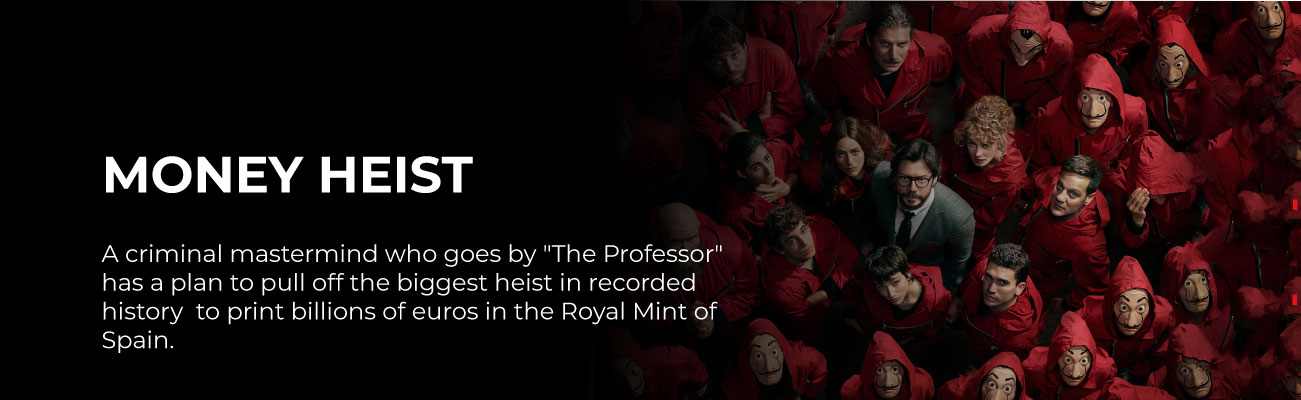 MONEY HEIST
A criminal mastermind who goes by "The Professor"
has a plan to pull off the biggest heist in recorded
history  to print billions of euros in the Royal Mint of
Spain.